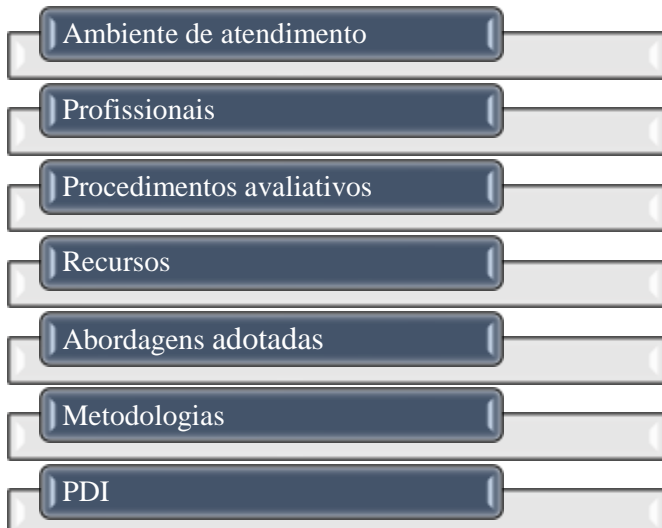 Ambiente de atendimento
Profissionais
Procedimentos avaliativos
Recursos
Abordagens adotadas
Metodologias
PDI